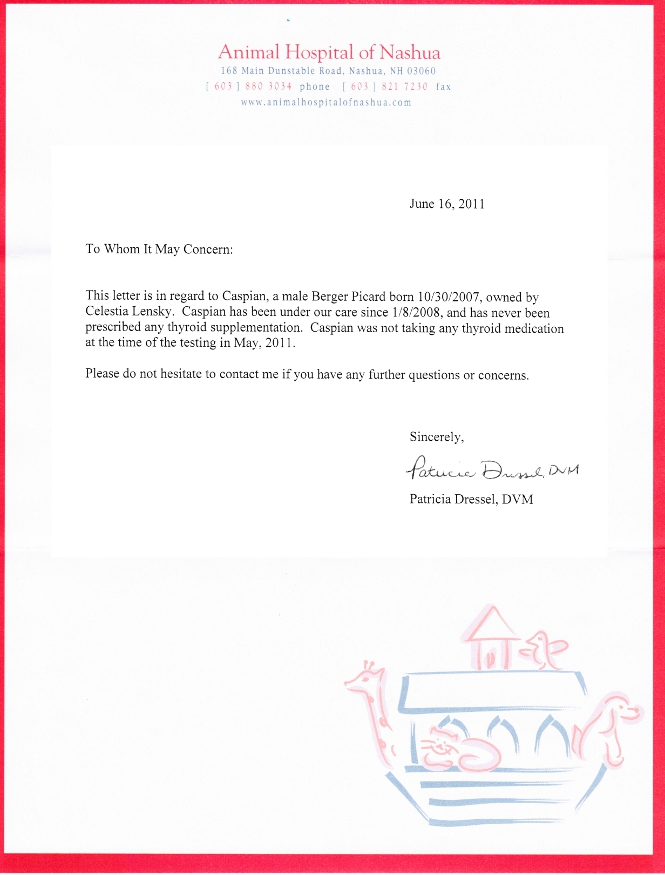 Animal Hospital of Nashua
168 Main Dunstable Road, Nashua, NH 03060
[ 603 ] 880 3034 phone [ 603 ] 821 7230 fax
www.animalhospitalofnashua.com
June 16, 2011
To Whom It May Concern:
This letter is in regard to Caspian, a male Berger Picard born 10/30/2007, owned by
Celestia Lensky. Caspian has been under our care since 1/8/2008, and has never been
prescribed any thyroid supplementation. Caspian was not taking any thyroid medication
at the time of the testing in May, 2011.
Please do not hesitate to contact me if you have any further questions or concerns.
Sincerely,
Patricia Dressel, DVM
Patricia Dressel, DVM